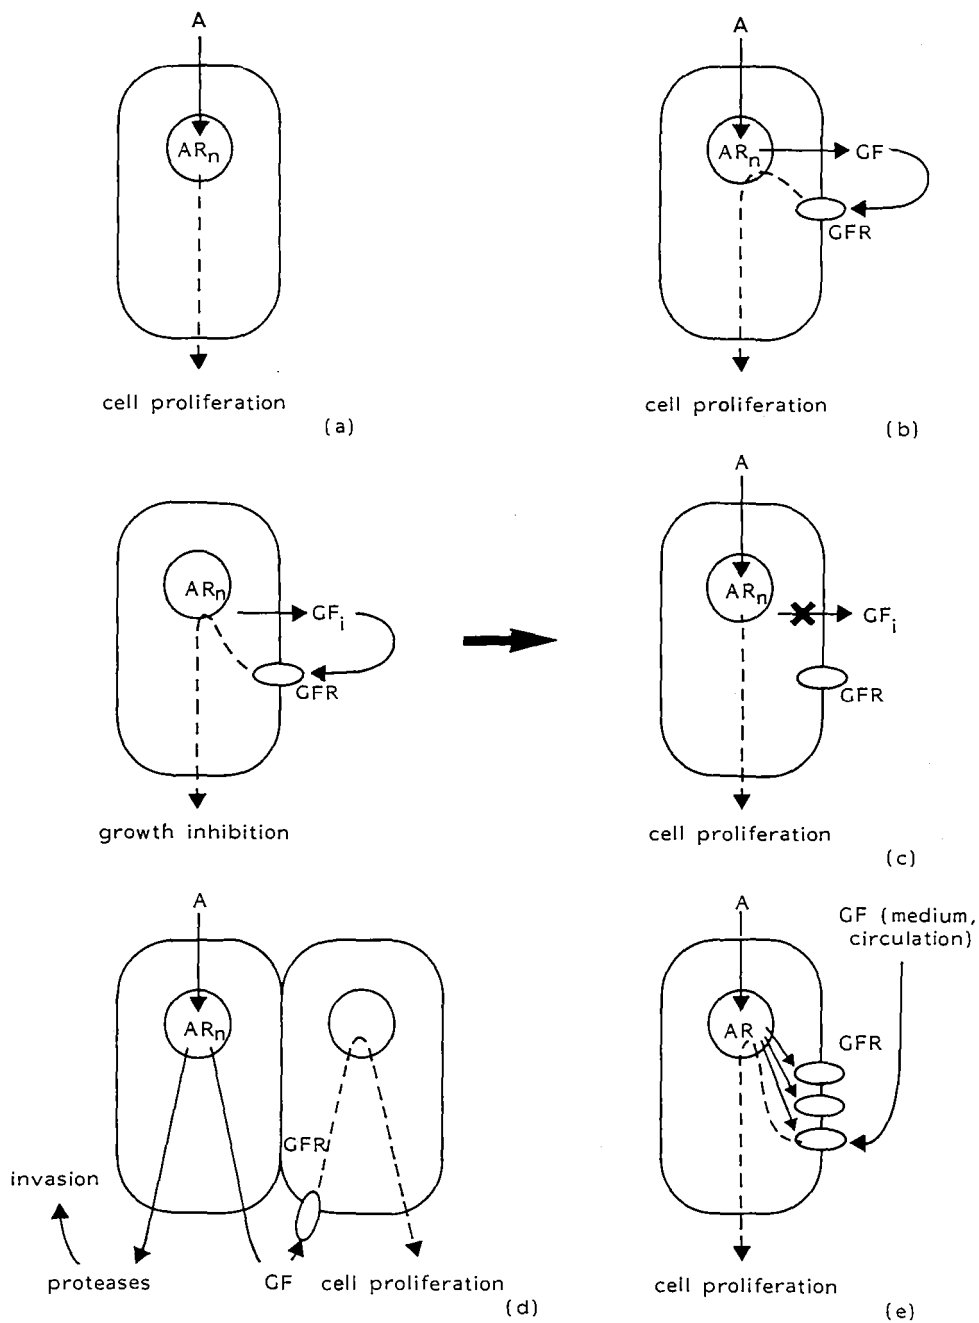 A
ARn
cell proliferation
(a)
A
ARn
GF
GFR
cell proliferation
(b)
ARn
GFi
GFR
growth inhibition
A
ARn
GFi
GFR
cell proliferation
(c)
A
ARn
GFR
invasion
proteases
GF
cell proliferation
(d)
A
GF (medium,
circulation)
AR
GFR
cell proliferation
(e)